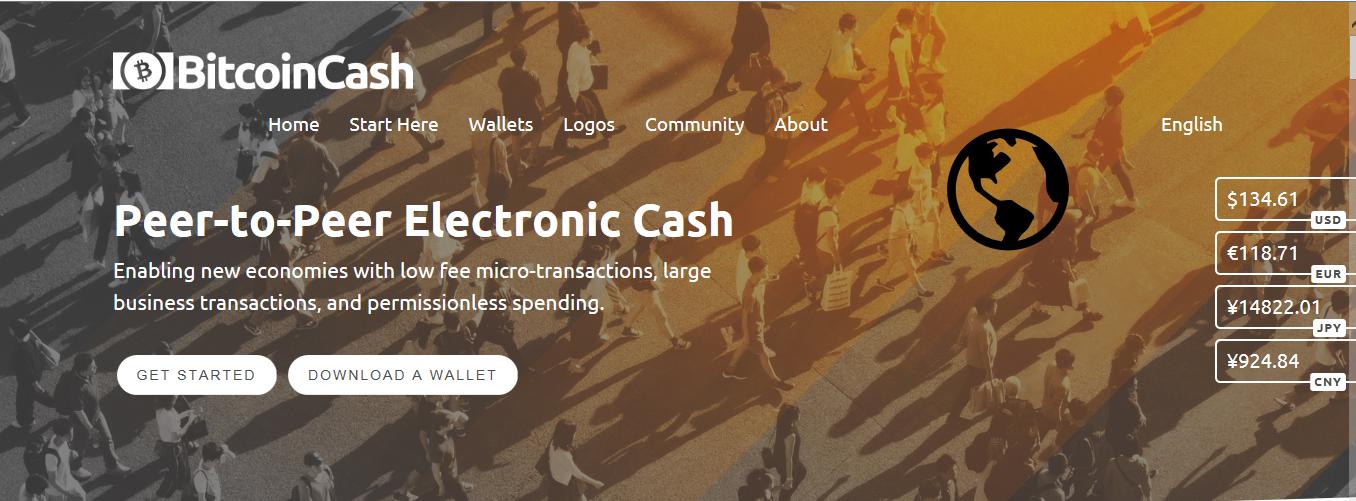 BitcoinCash
Home Start Here Wallets Logos Community About English
Peer-to-Peer Electronic Cash
Enabling new economies with low fee micro-transactions, large
business transactions, and permissionless spending.
GET STARTED DOWNLOAD A WALLET
$134.61
USD
€118.71
EUR
¥14822.01
JPY
¥924.84
CNY